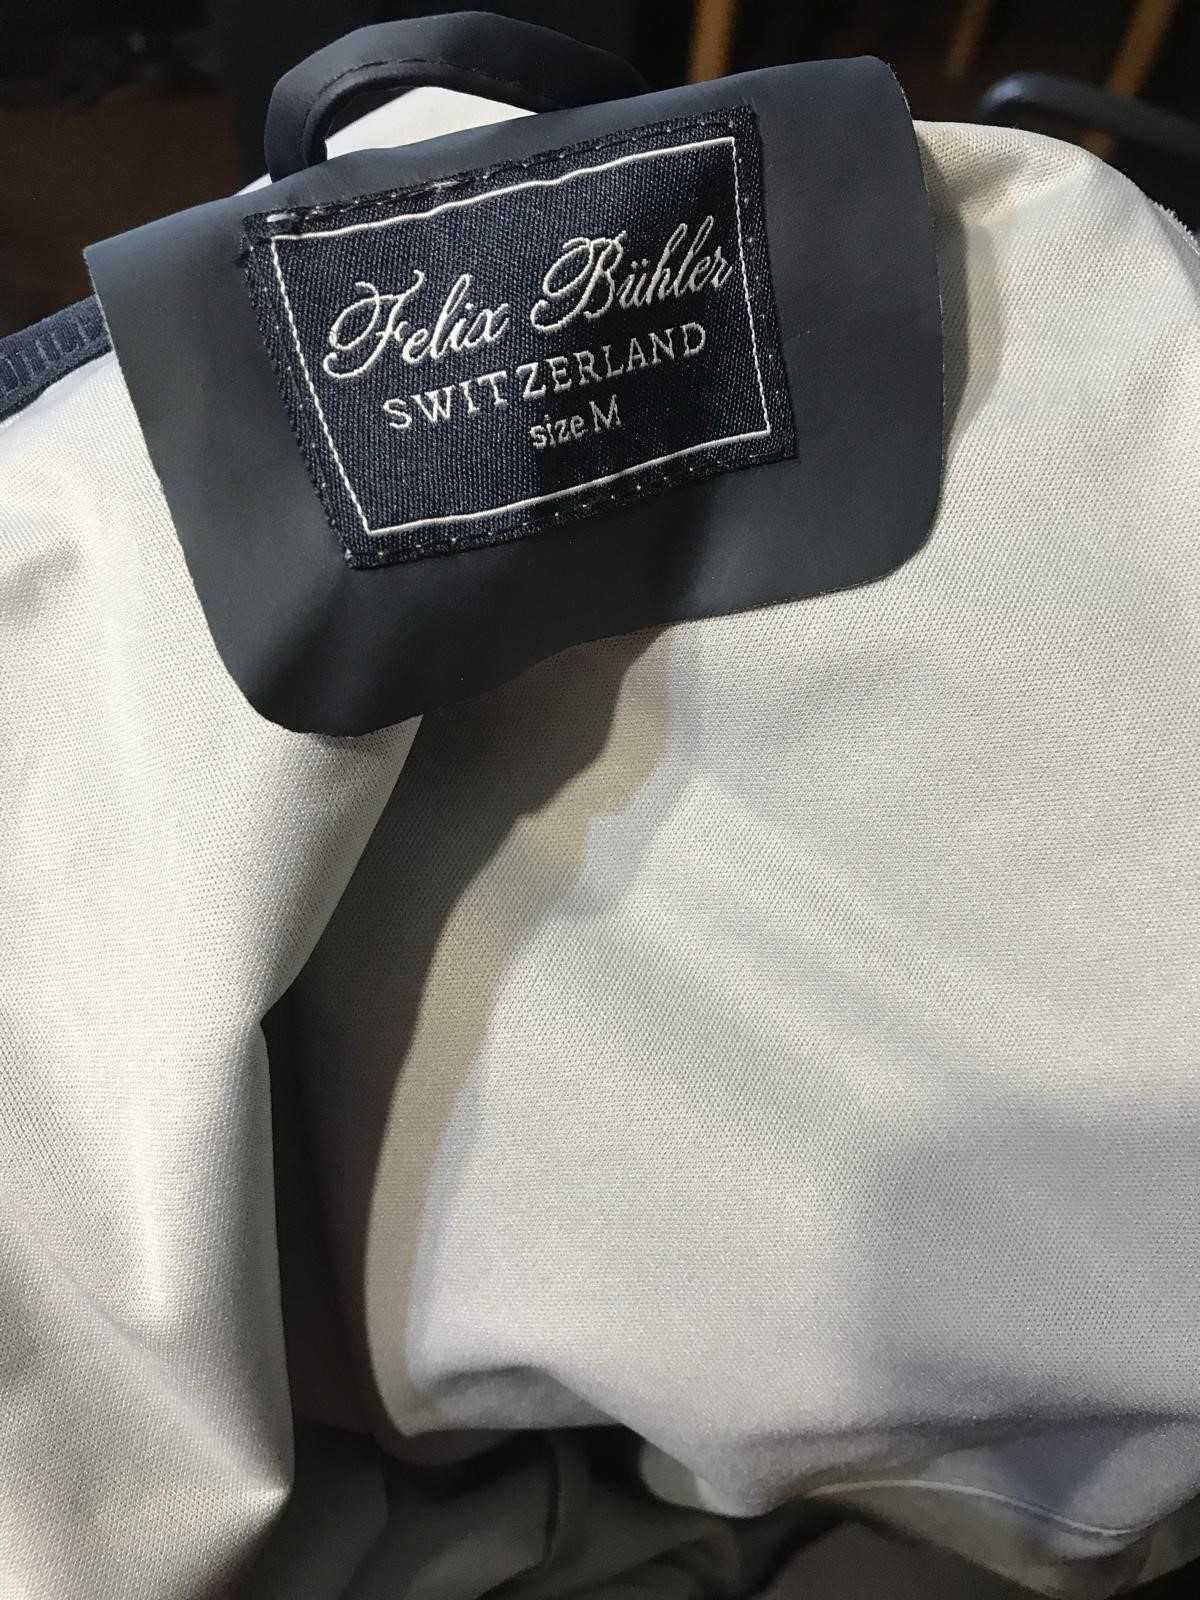 Felix Bühler
SWITZERLAND
size M